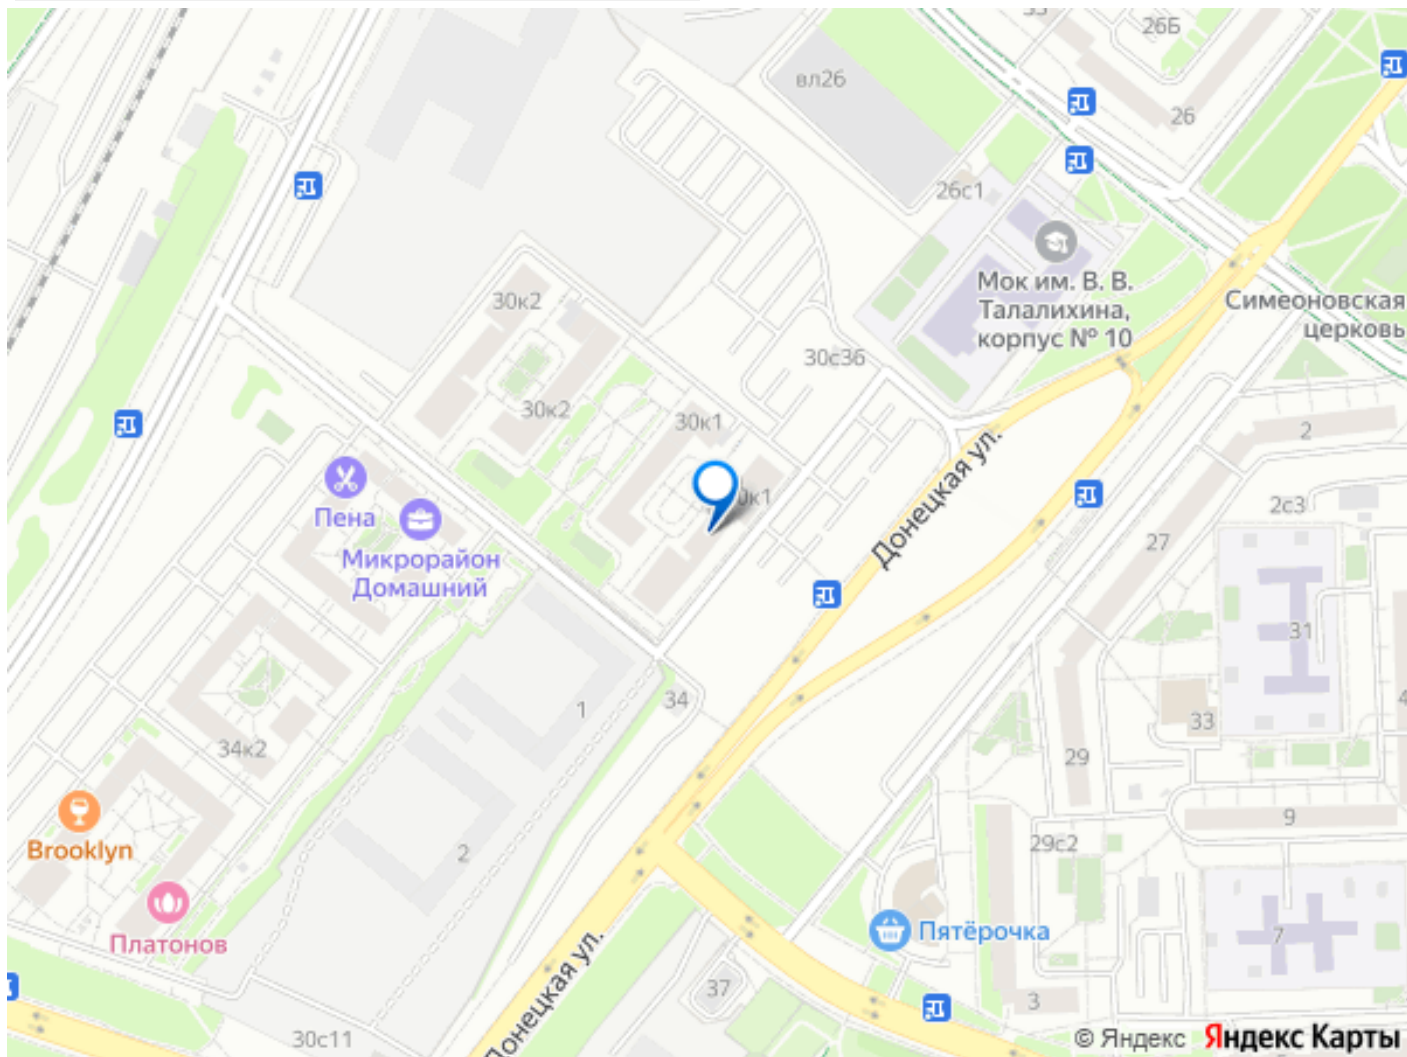 26Б
вл26
26
26с1
Мок им. В. В.
Талалихина,
корпус № 10
Симеоновская
церковь
30к2
30с36
30к2
30к1
2
Донецкая ул.
2с3
Пена
Микрорайон
Домашний
27
31
34
1
33
34к2
29
9
Brooklyn
29с2
2
Платонов
Пятёрочка
7
Донецкая ул.
37
3
30с11
© Яндекс Яндекс Карты